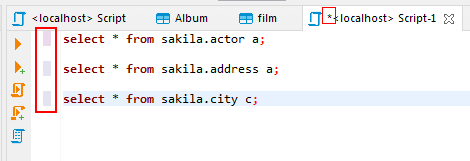 <localhost> Script
Album
film
*<localhost> Script-1
select * from sakila.actor a;
select * from sakila.address a;
select * from sakila.city c;